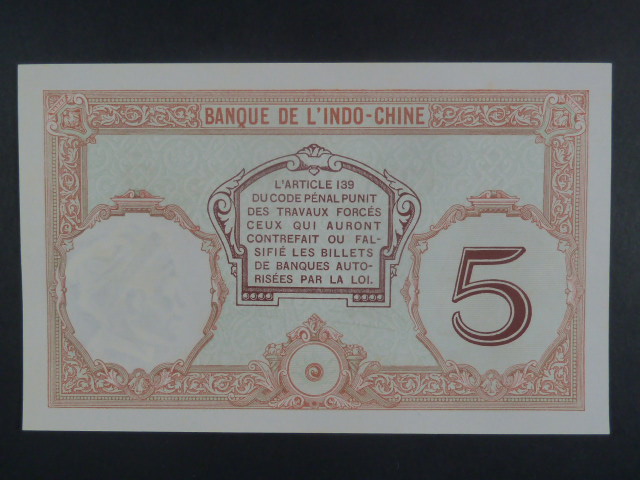 BANQUE DE L'INDO-CHINE
L'ARTICLE 139
DU CODE PÉNAL PUNIT
DES TRAVAUX FORCÉS
CEUX QUI AURONT
CONTREFAIT OU FAL-
SIFIÉ LES BILLETS
DE BANQUES AUTO-
RISÉES PAR LA LOI.
5